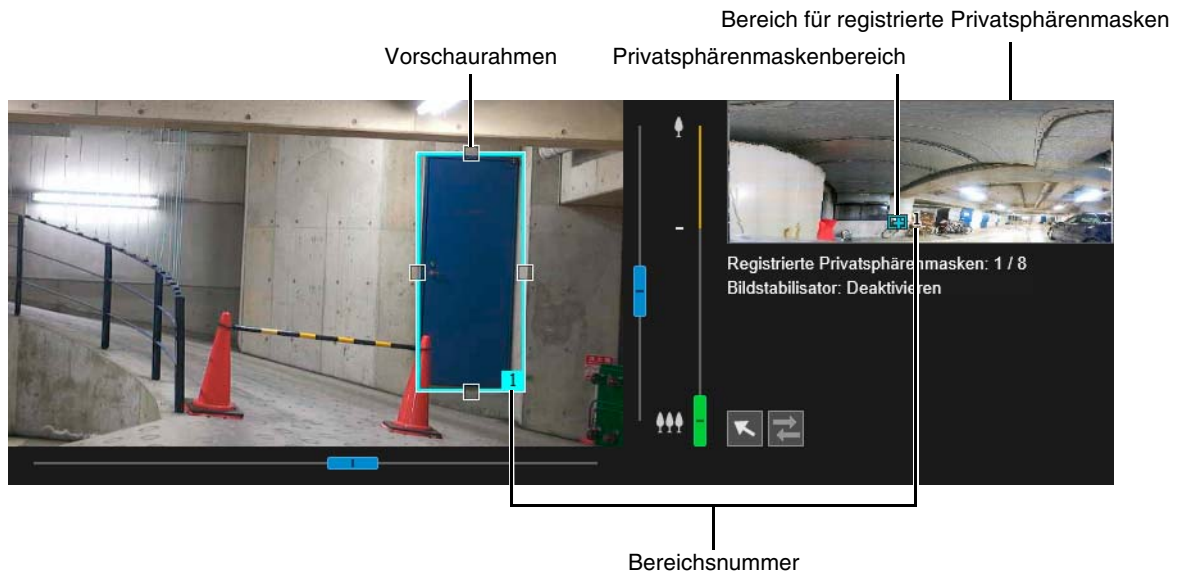 Bereich für registrierte Privatsphärenmasken
Vorschaurahmen
Privatsphärenmaskenbereich
1
1
Registrierte Privatsphärenmasken: 1 / 8
Bildstabilisator: Deaktivieren
Bereichsnummer